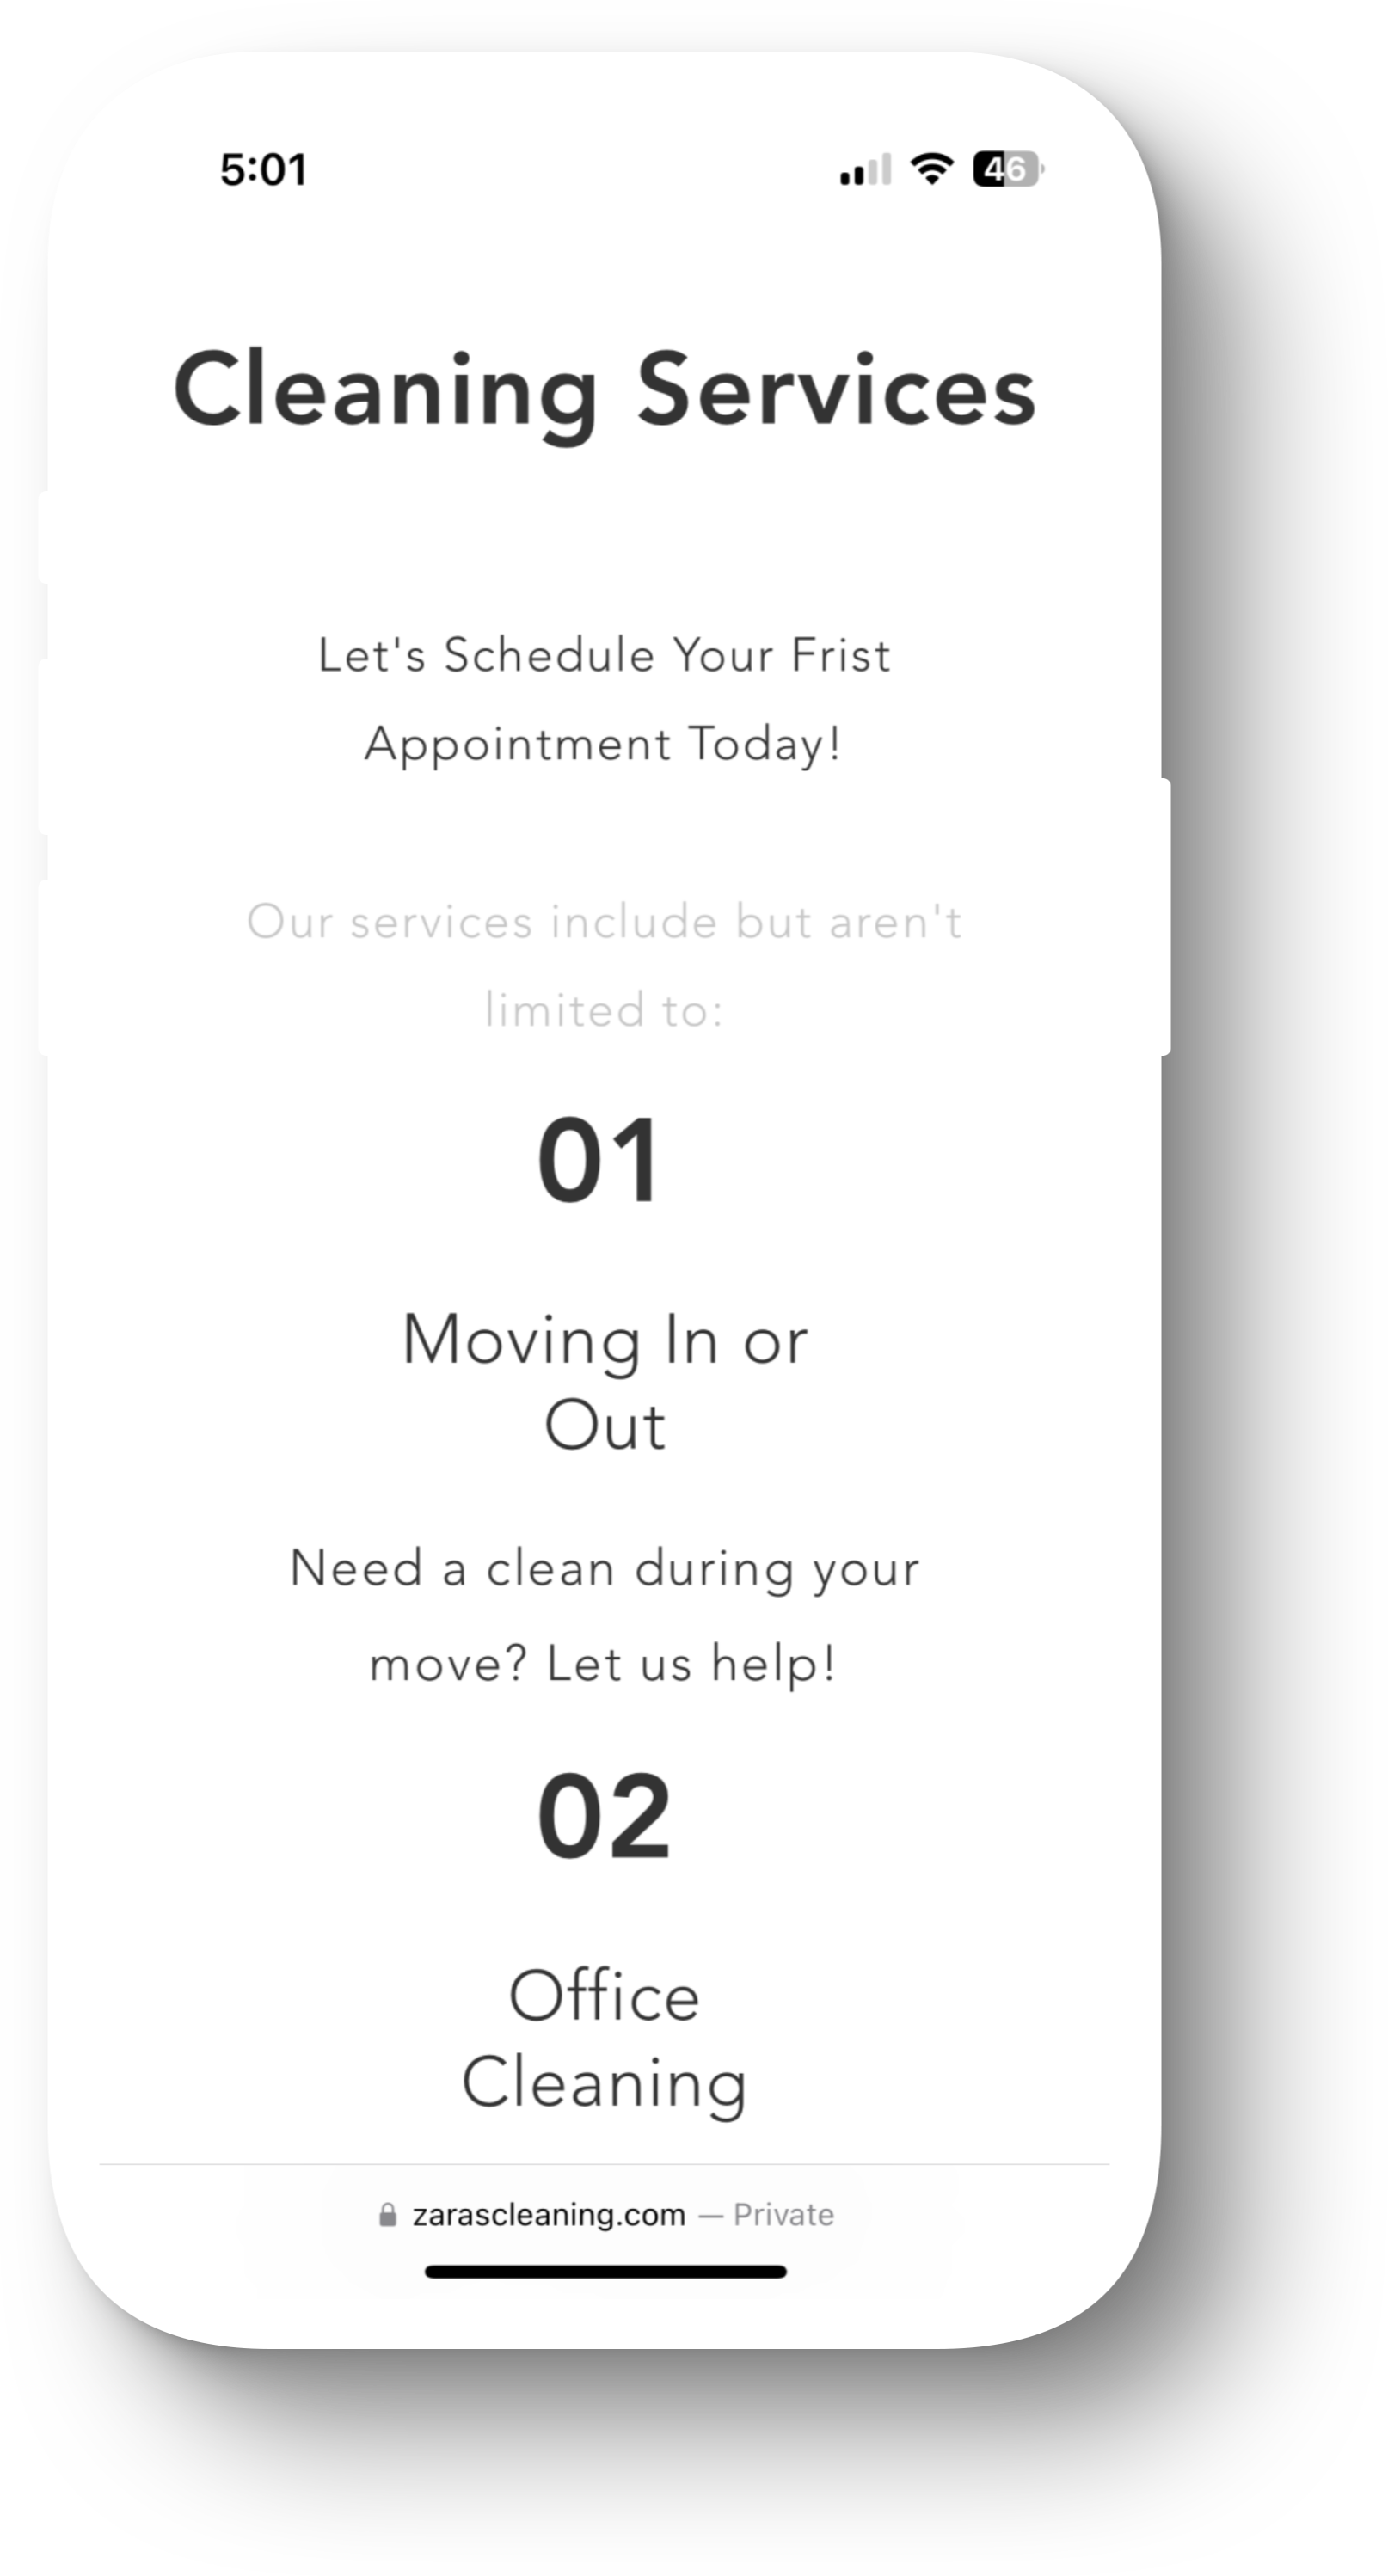 5:01
46
Cleaning Services
Let's Schedule Your Frist
Appointment Today!
Our services include but aren't
limited to:
01
Moving In or
Out
Need a clean during your
move? Let us help!
02
Office
Cleaning
zarascleaning.com — Private